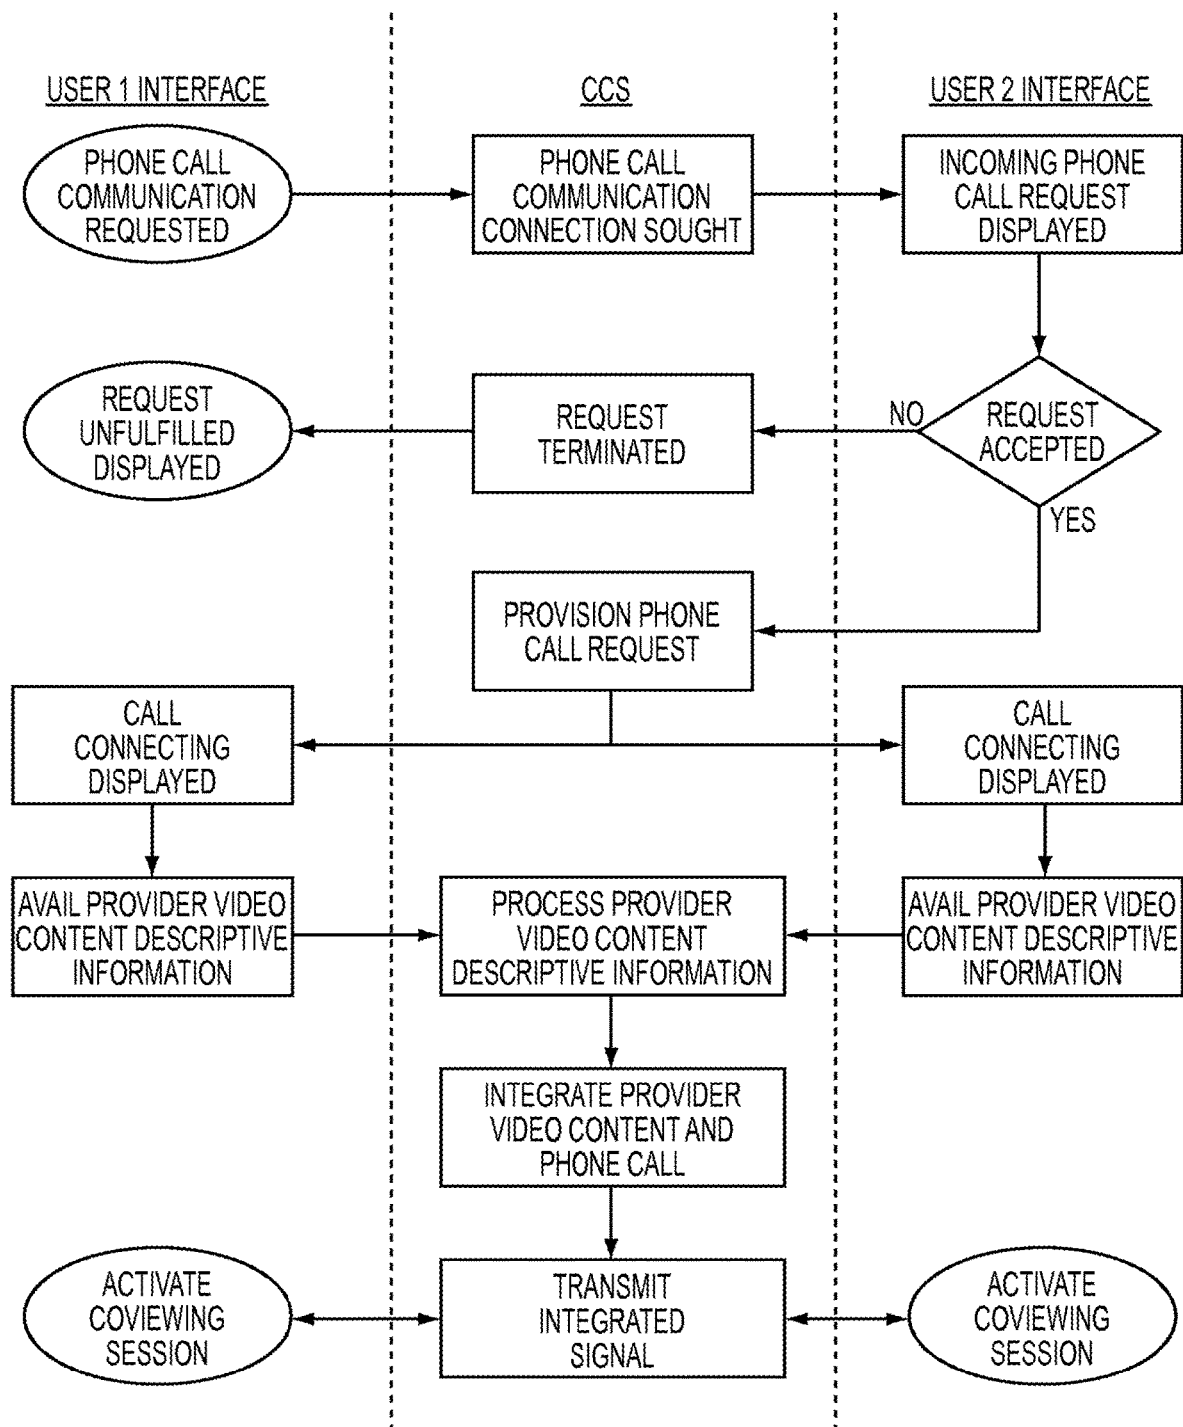 USER 1 INTERFACE
CCS
USER 2 INTERFACE
PHONE CALL
COMMUNICATION
REQUESTED
PHONE CALL
COMMUNICATION
CONNECTION SOUGHT
INCOMING PHONE
CALL REQUEST
DISPLAYED
REQUEST
UNFULFILLED
DISPLAYED
REQUEST
TERMINATED
NO
REQUEST
ACCEPTED
YES
PROVISION PHONE
CALL REQUEST
CALL
CONNECTING
DISPLAYED
CALL
CONNECTING
DISPLAYED
AVAIL PROVIDER VIDEO
CONTENT DESCRIPTIVE
INFORMATION
PROCESS PROVIDER
VIDEO CONTENT
DESCRIPTIVE INFORMATION
AVAIL PROVIDER VIDEO
CONTENT DESCRIPTIVE
INFORMATION
INTEGRATE PROVIDER
VIDEO CONTENT AND
PHONE CALL
ACTIVATE
COVIEWING
SESSION
TRANSMIT
INTEGRATED
SIGNAL
ACTIVATE
COVIEWING
SESSION